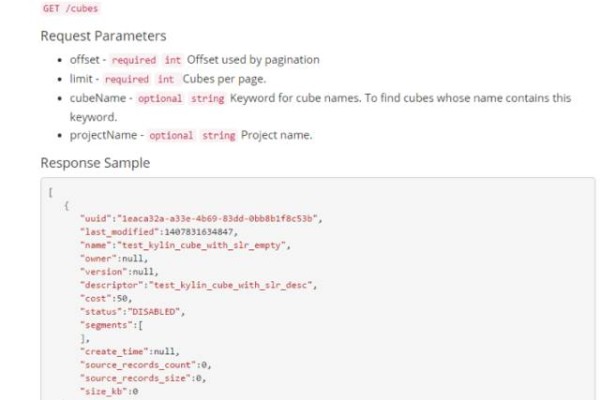 GET /cubes
Request Parameters
offset - required int Offset used by pagination
limit - required int Cubes per page.
cubeName - optional string Keyword for cube names. To find cubes whose name contains this
keyword.
projectName - optional string Project name.
Response Sample
[
{
"uuid":"1eaca32a-a33e-4b69-83dd-0bb8b1f8c53b",
"last_modified":1407831634847,
"name":"test_kylin_cube_with_slr_empty",
"owner":null,
"version":null,
"descriptor":"test_kylin_cube_with_slr_desc",
"cost":50,
"status":"DISABLED",
"segments":[
],
"create_time":null,
"source_records_count":0,
"source_records_size":0,
"size_kb":0